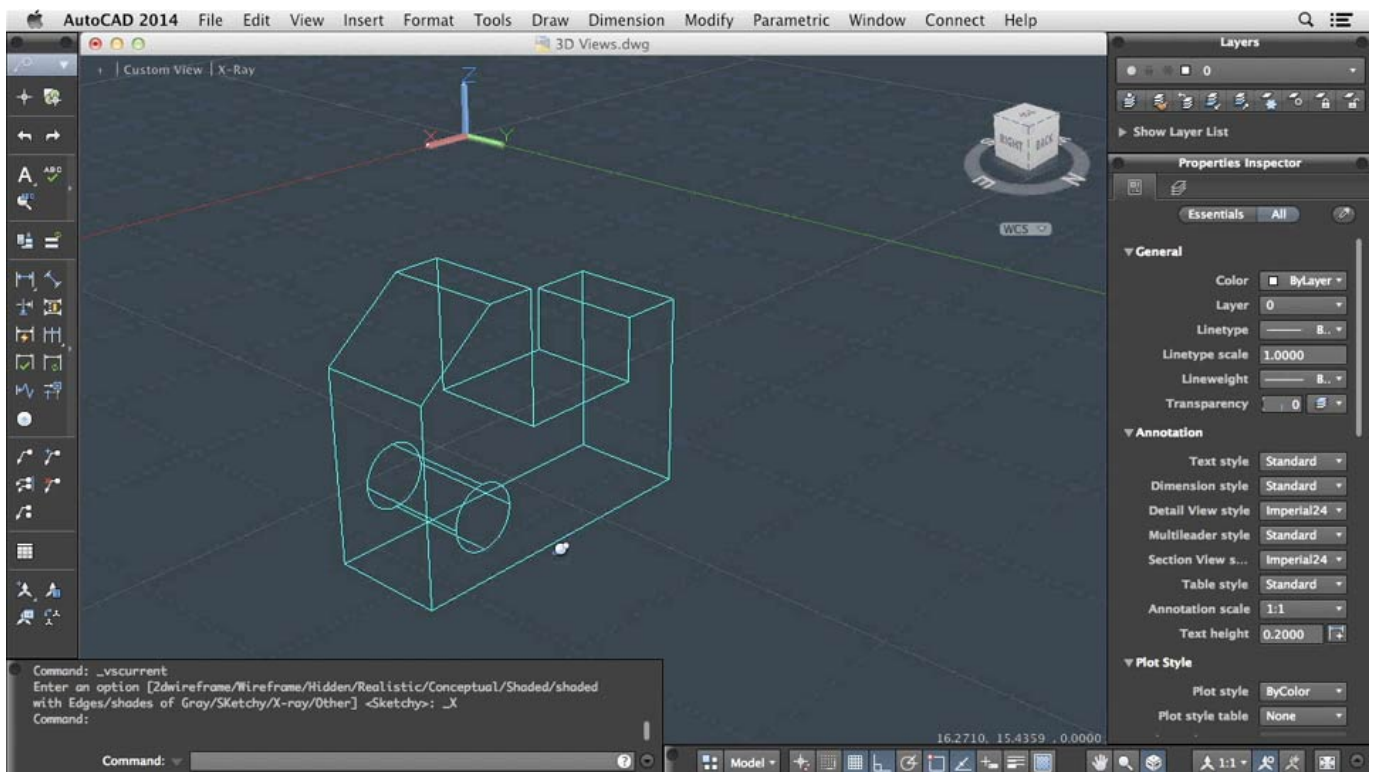 AutoCAD 2014 File Edit View Insert Format Tools Draw Dimension Modify Parametric Window Connect Help
3D Views.dwg
Custom View | X-Ray
Z
X Y
RIGHT BACK
E N
WCS
A ABC
Layers
0
Show Layer List
Properties Inspector
Essentials All
General
Color ByLayer
Layer 0
Linetype B..
Linetype scale 1.0000
Lineweight B..
Transparency 0
Annotation
Text style Standard
Dimension style Standard
Detail View style Imperial24
Multileader style Standard
Section View s... Imperial24
Table style Standard
Annotation scale 1:1
Text height 0.2000
Plot Style
Plot style ByColor
Plot style table None
Command: _vscurrent
Enter an option [2dwireframe/Wireframe/Hidden/Realistic/Conceptual/Shaded/shaded
with Edges/shades of Gray/SKetchy/X-ray/Other] <Sketchy>: _X
Command:
16.2710, 15.4359 , 0.0000
Command:
?
Model
1:1